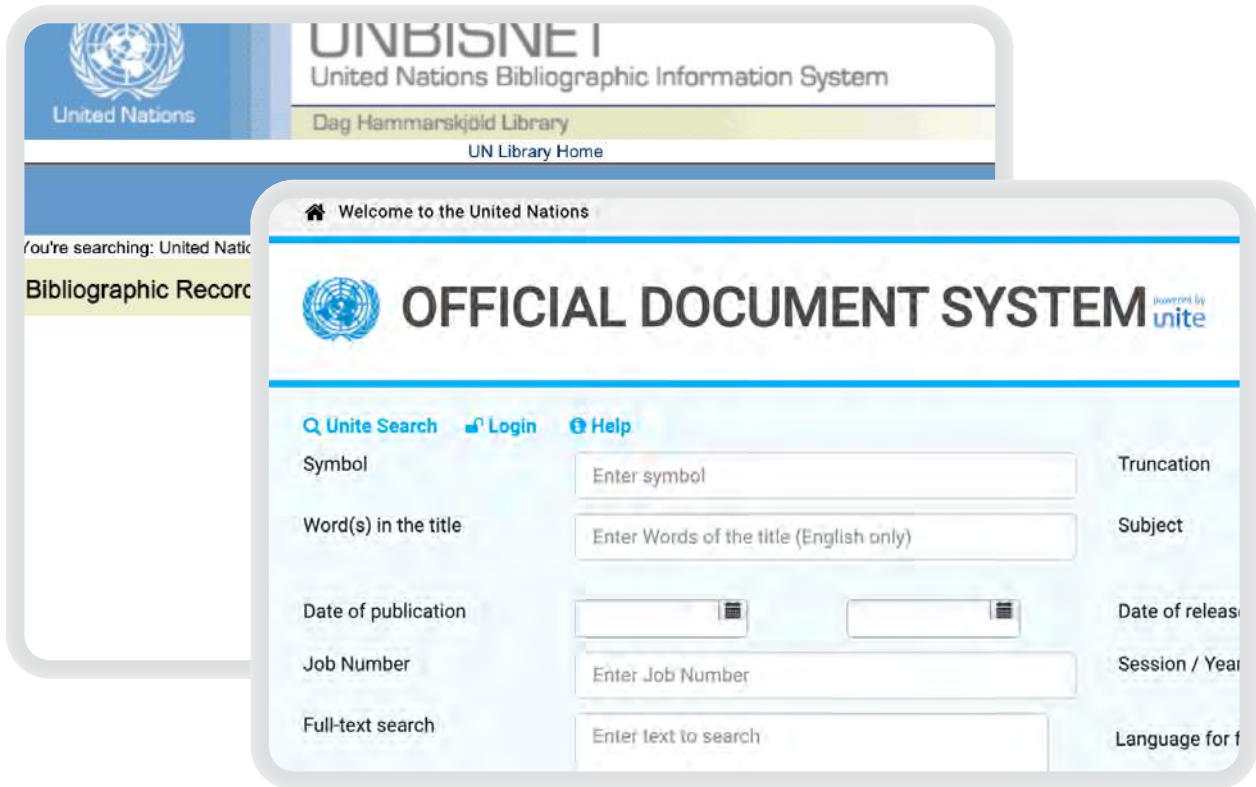 UNBISNET
United Nations Bibliographic Information System
United Nations
Dag Hammarskjöld Library
UN Library Home
You're searching: United Natio
Bibliographic Record
Welcome to the United Nations
OFFICIAL DOCUMENT SYSTEM powered by unite
Unite Search Login Help
Symbol Enter symbol Truncation
Word(s) in the title Enter Words of the title (English only) Subject
Date of publication Date of release
Job Number Enter Job Number Session / Year
Full-text search Enter text to search Language for f